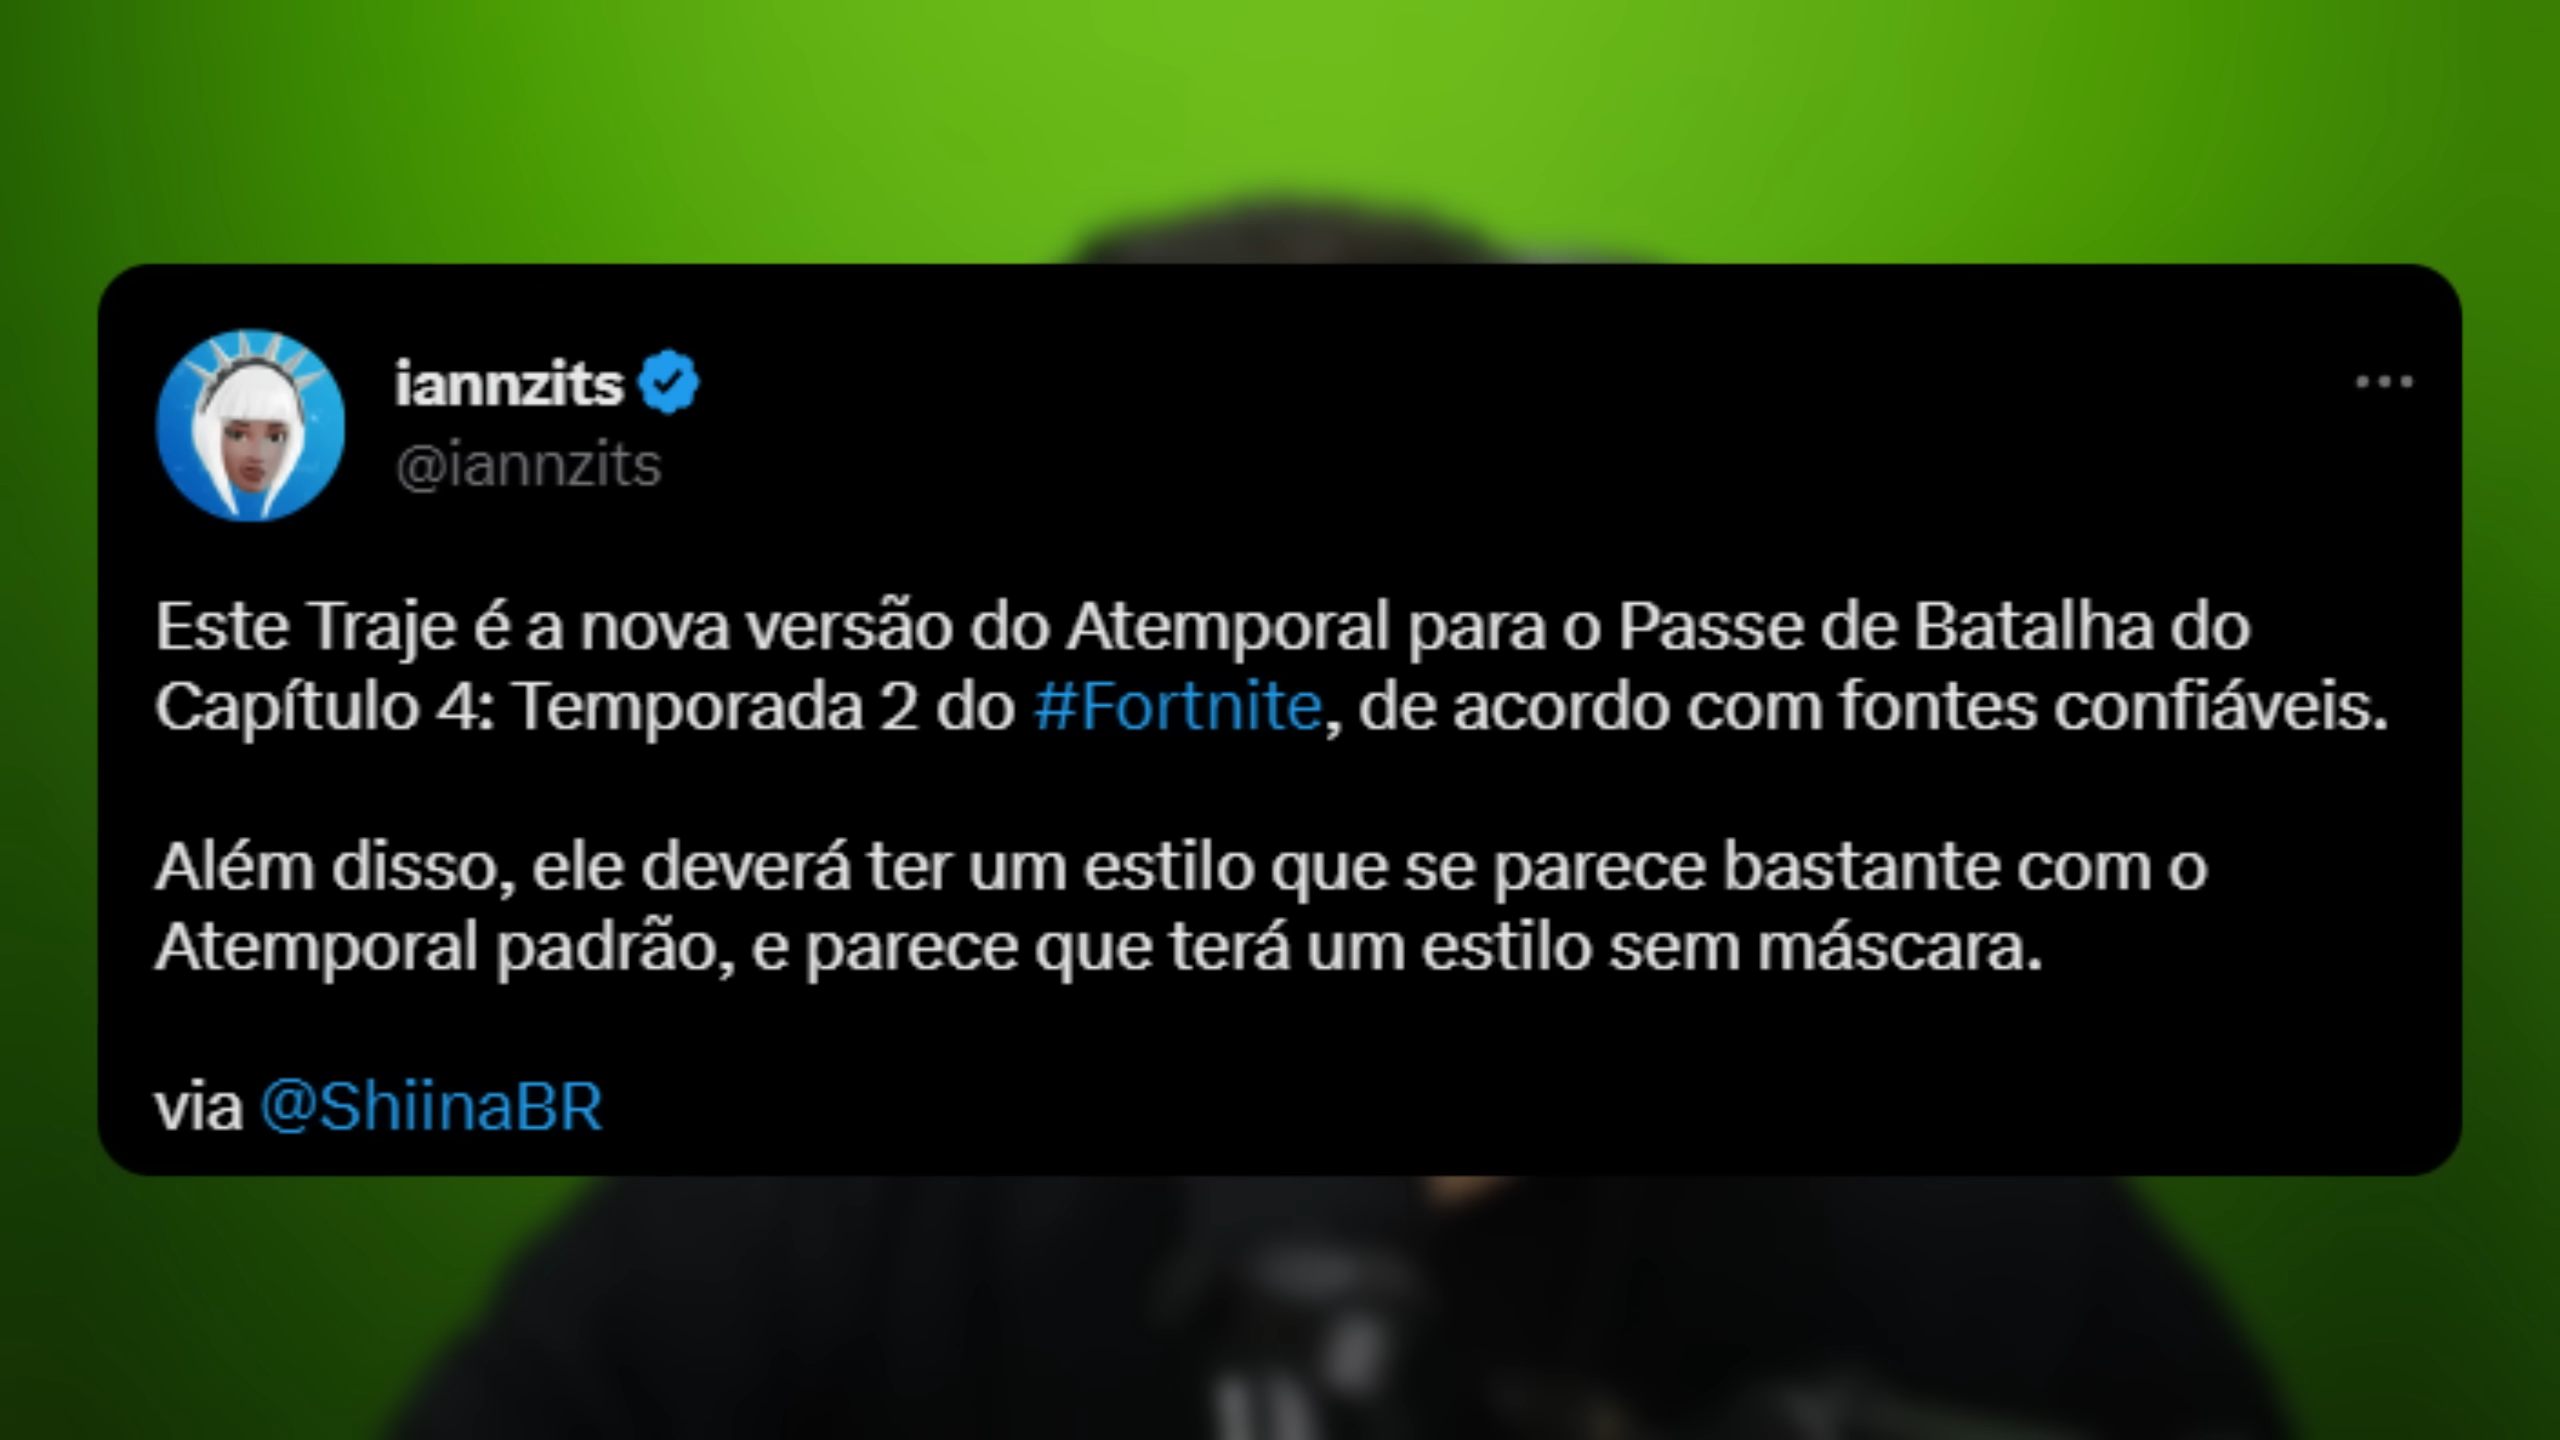 iannzits
@iannzits
Este Traje é a nova versão do Atemporal para o Passe de Batalha do
Capítulo 4: Temporada 2 do #Fortnite, de acordo com fontes confiáveis.
Além disso, ele deverá ter um estilo que se parece bastante com o
Atemporal padrão, e parece que terá um estilo sem máscara.
via @ShiinaBR